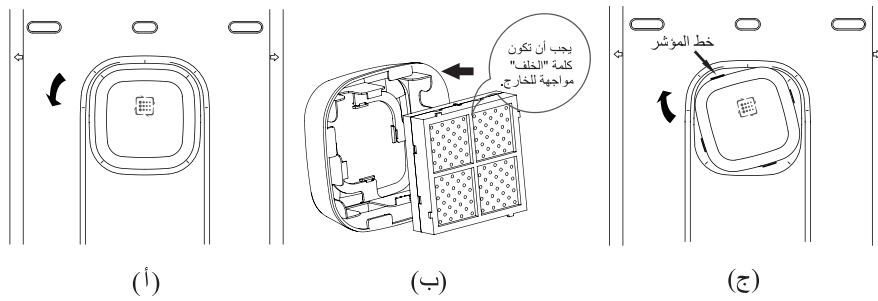 يجب أن تكون
كلمة "الخلف"
مواجهة للخارج.
خط المؤشر
(أ)
(ب)
(ج)